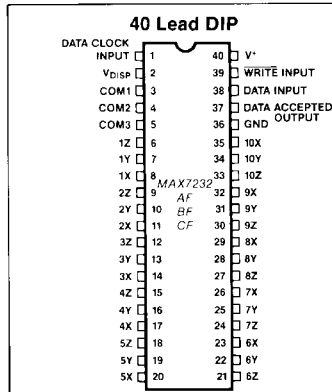 40 Lead DIP
DATA CLOCK
INPUT 1 40 V⁺
VDISP 2 39 WRITE INPUT
COM1 3 38 DATA INPUT
COM2 4 37 DATA ACCEPTED
OUTPUT
COM3 5 36 GND
1Z 6 35 10X
1Y 7 34 10Y
1X 8 33 10Z
MAX7232
2Z 9 32 9X
AF
2Y 10 31 9Y
BF
2X 11 30 9Z
CF
3Z 12 29 8X
3Y 13 28 8Y
3X 14 27 8Z
4Z 15 26 7X
4Y 16 25 7Y
4X 17 24 7Z
5Z 18 23 6X
5Y 19 22 6Y
5X 20 21 6Z